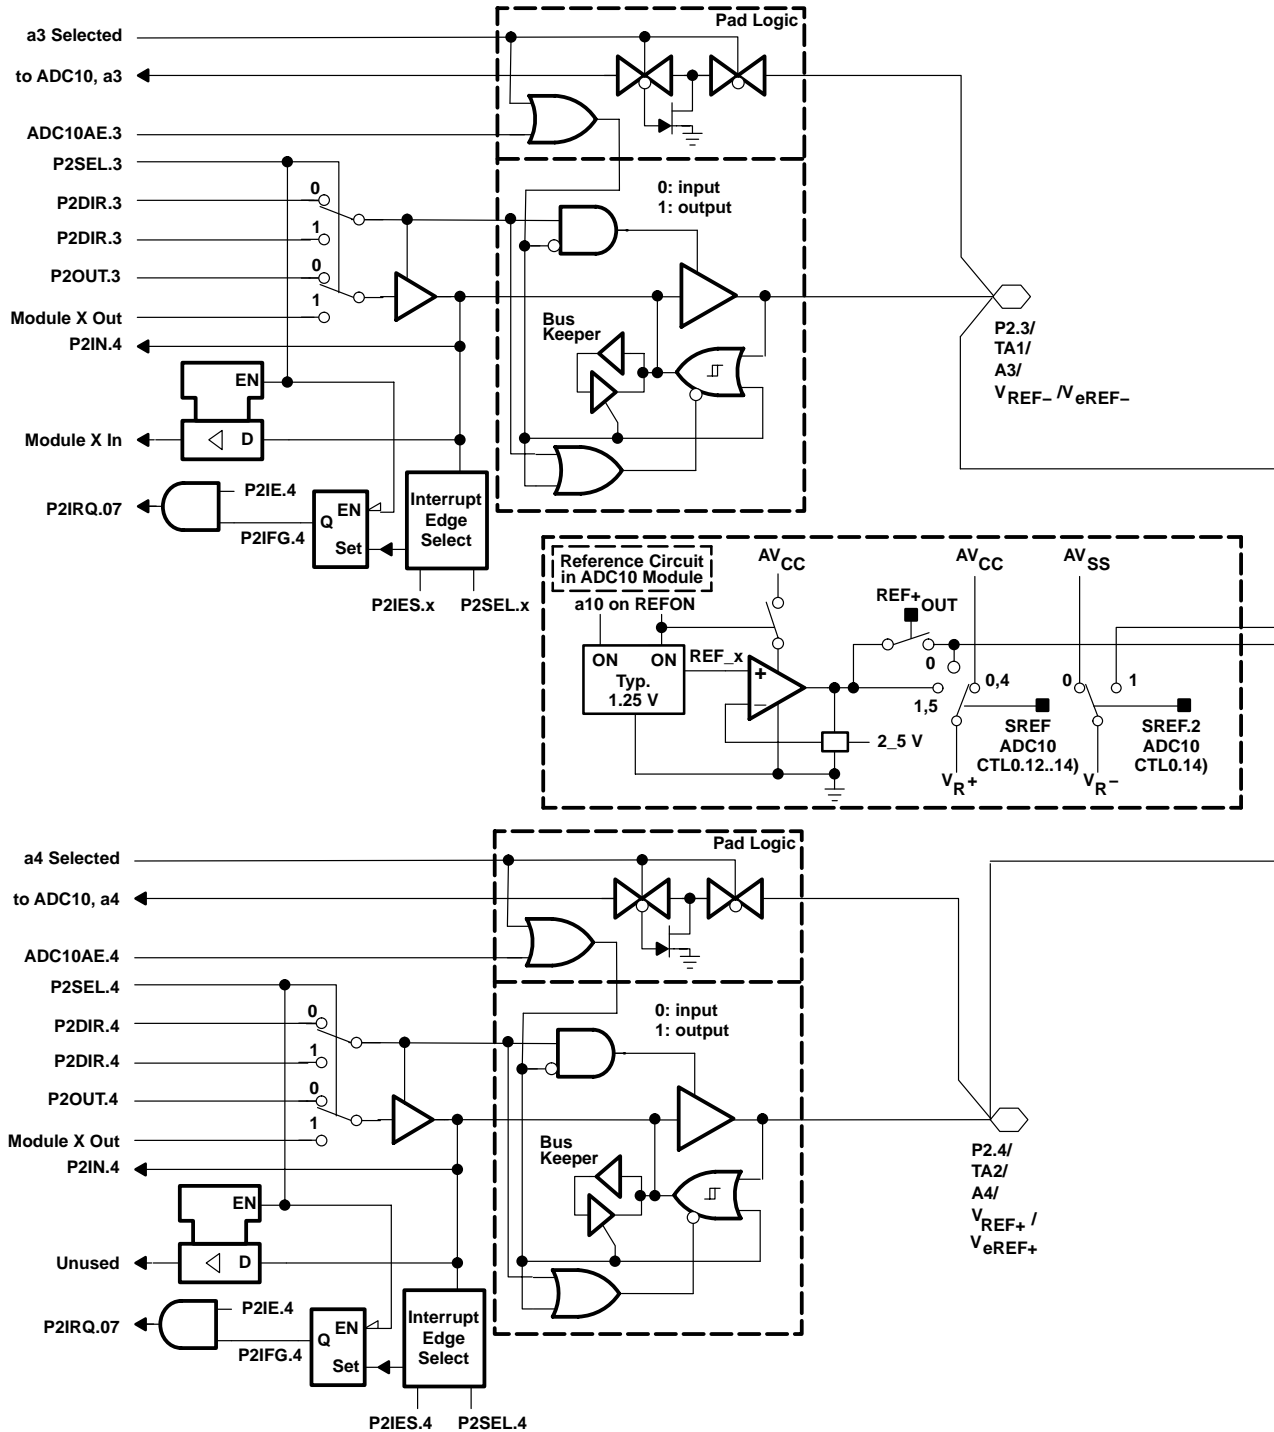 Pad Logic
a3 Selected
to ADC10, a3
ADC10AE.3
P2SEL.3
0
P2DIR.3
1
P2DIR.3
0: input
1: output
0
P2OUT.3
1
Module X Out
P2IN.4
Bus
Keeper
EN
D
Module X In
P2IE.4
P2IRQ.07
P2IFG.4
Q
EN
Set
Interrupt
Edge
Select
P2IES.x
P2SEL.x
P2.3/
TA1/
A3/
VREF− /VeREF−
Reference Circuit
in ADC10 Module
a10 on REFON
ON ON
Typ.
1.25 V
REF_x
+
−
AVCC
AVCC
AVSS
REF+
OUT
0
1,5
0,4
0
1
2_5 V
SREF
ADC10
CTL0.12..14)
VR+
SREF.2
ADC10
CTL0.14)
VR−
Pad Logic
a4 Selected
to ADC10, a4
ADC10AE.4
P2SEL.4
0
P2DIR.4
1
P2DIR.4
0: input
1: output
0
P2OUT.4
1
Module X Out
P2IN.4
Bus
Keeper
EN
D
Unused
P2IE.4
P2IRQ.07
P2IFG.4
Q
EN
Set
Interrupt
Edge
Select
P2IES.4
P2SEL.4
P2.4/
TA2/
A4/
VREF+ /
VeREF+